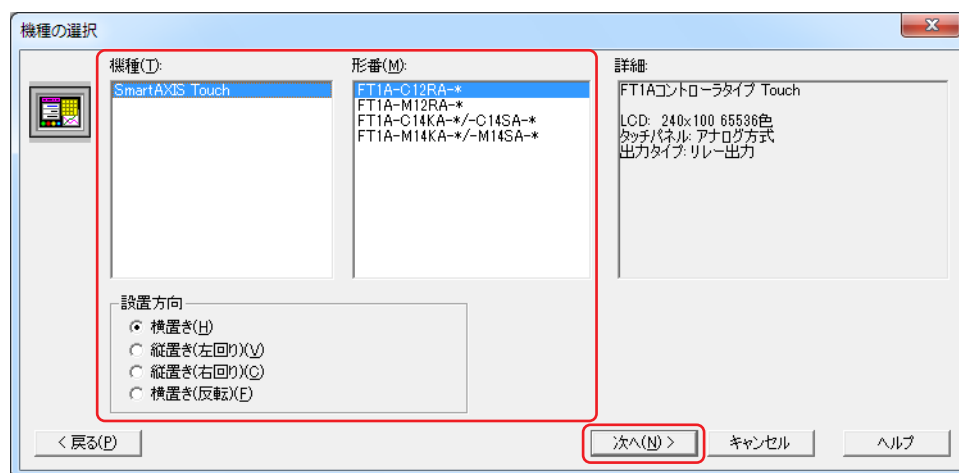 機種の選択
機種(T):
SmartAXIS Touch
形番(M):
FT1A-C12RA-*
FT1A-M12RA-*
FT1A-C14KA-*/-C14SA-*
FT1A-M14KA-*/-M14SA-*
詳細:
FT1Aコントローラタイプ Touch
LCD: 240x100 65536色
タッチパネル: アナログ方式
出力タイプ: リレー出力
設置方向
横置き(H)
縦置き(左回り)(V)
縦置き(右回り)(C)
横置き(反転)(F)
< 戻る(P)
次へ(N) >
キャンセル
ヘルプ